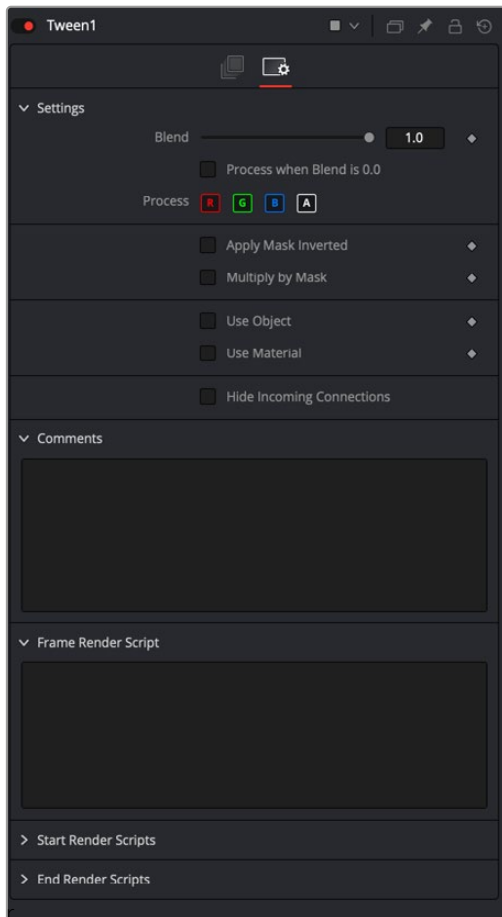 Tween1
Settings
Blend 1.0
Process when Blend is 0.0
Process R G B A
Apply Mask Inverted
Multiply by Mask
Use Object
Use Material
Hide Incoming Connections
Comments
Frame Render Script
Start Render Scripts
End Render Scripts